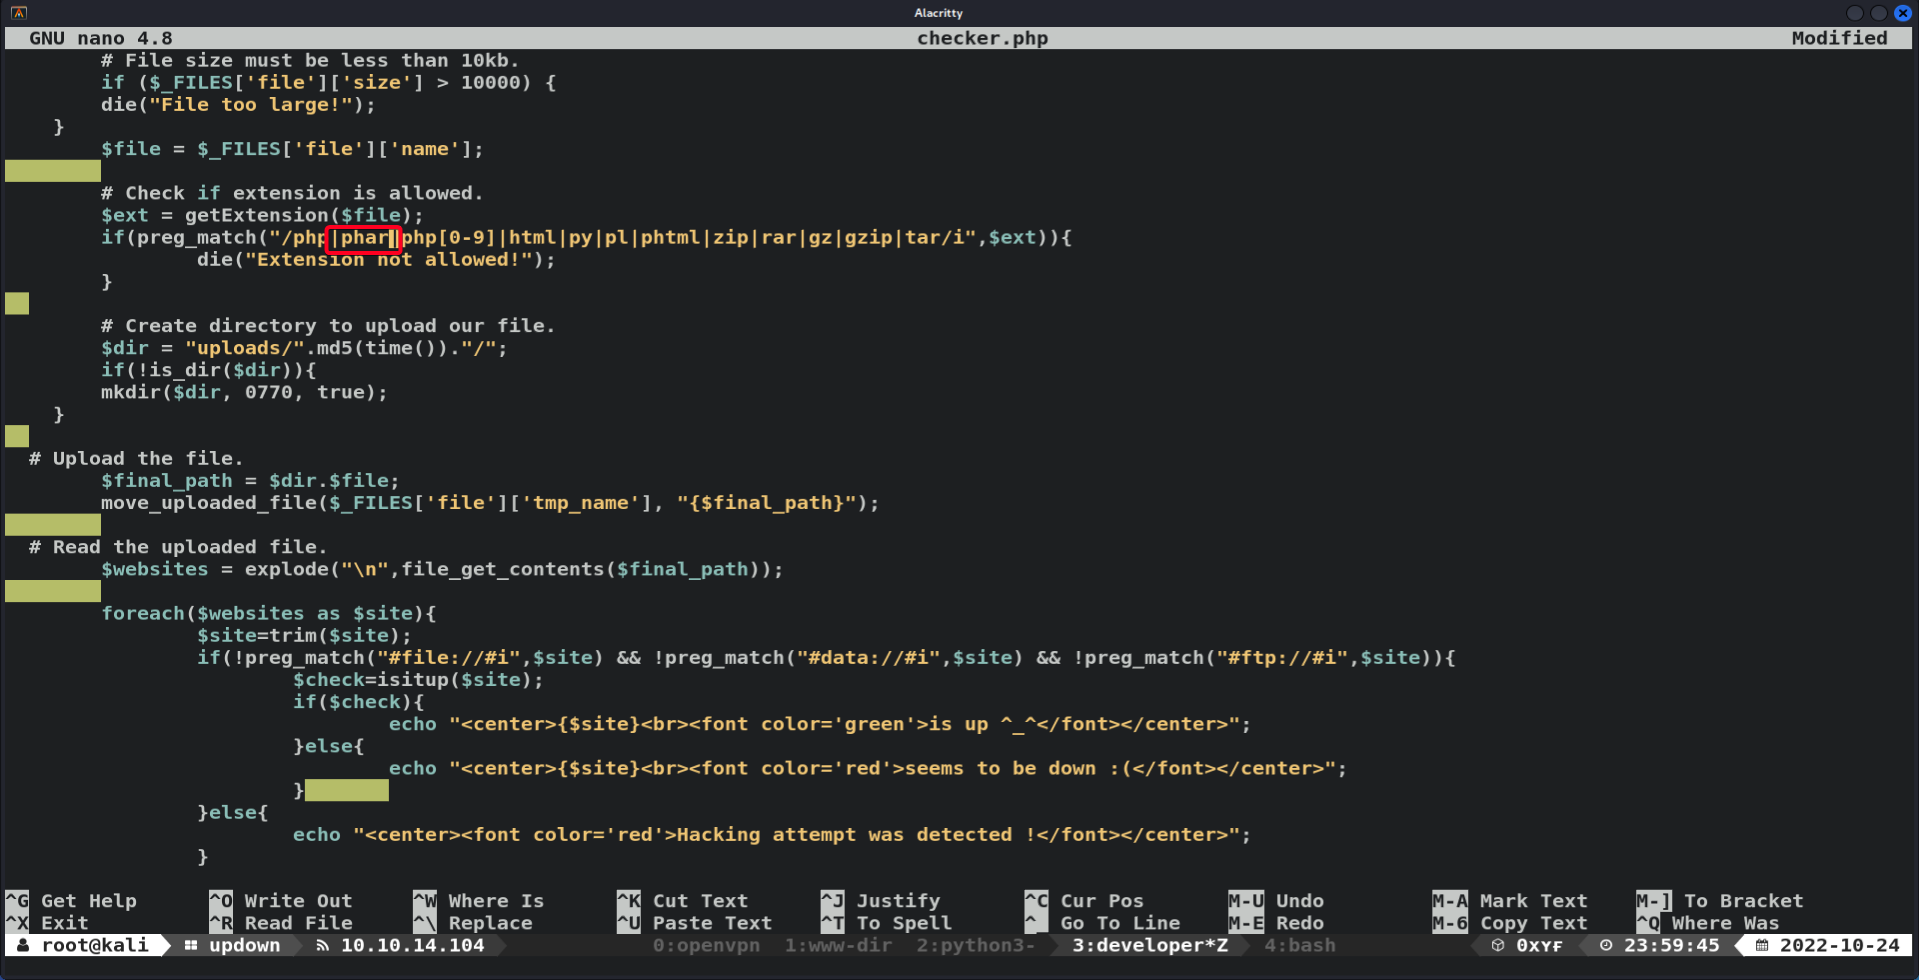 Alacritty
GNU nano 4.8 checker.php Modified
# File size must be less than 10kb.
if ($_FILES['file']['size'] > 10000) {
die("File too large!");
}
$file = $_FILES['file']['name'];
# Check if extension is allowed.
$ext = getExtension($file);
if(preg_match("/php|phar|php[0-9]|html|py|pl|phtml|zip|rar|gz|gzip|tar/i",$ext)){
die("Extension not allowed!");
}
# Create directory to upload our file.
$dir = "uploads/".md5(time())."/";
if(!is_dir($dir)){
mkdir($dir, 0770, true);
}
# Upload the file.
$final_path = $dir.$file;
move_uploaded_file($_FILES['file']['tmp_name'], "{$final_path}");
# Read the uploaded file.
$websites = explode("\n",file_get_contents($final_path));
foreach($websites as $site){
$site=trim($site);
if(!preg_match("#file://#i",$site) && !preg_match("#data://#i",$site) && !preg_match("#ftp://#i",$site)){
$check=isitup($site);
if($check){
echo "<center>{$site}<br><font color='green'>is up ^_^</font></center>";
}else{
echo "<center>{$site}<br><font color='red'>seems to be down :(</font></center>";
}
}else{
echo "<center><font color='red'>Hacking attempt was detected !</font></center>";
}
^G Get Help ^O Write Out ^W Where Is ^K Cut Text ^J Justify ^C Cur Pos M-U Undo M-A Mark Text M-] To Bracket
^X Exit ^R Read File ^\ Replace ^U Paste Text ^T To Spell ^_ Go To Line M-E Redo M-6 Copy Text ^Q Where Was
root@kali updown 10.10.14.104 0:openvpn 1:www-dir 2:python3- 3:developer*Z 4:bash 0xYF 23:59:45 2022-10-24